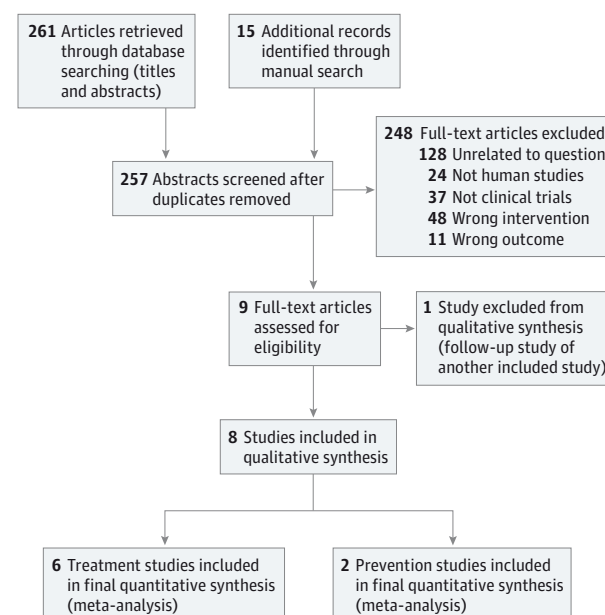 261 Articles retrieved
through database
searching (titles
and abstracts)
15 Additional records
identified through
manual search
248 Full-text articles excluded
128 Unrelated to question
24 Not human studies
37 Not clinical trials
48 Wrong intervention
11 Wrong outcome
257 Abstracts screened after
duplicates removed
9 Full-text articles
assessed for
eligibility
1 Study excluded from
qualitative synthesis
(follow-up study of
another included study)
8 Studies included in
qualitative synthesis
6 Treatment studies included
in final quantitative synthesis
(meta-analysis)
2 Prevention studies included
in final quantitative synthesis
(meta-analysis)